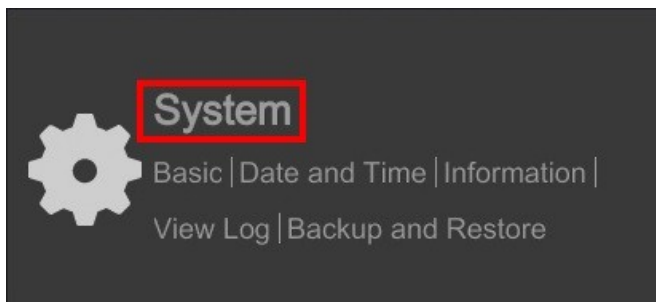 System
Basic | Date and Time | Information |
View Log | Backup and Restore